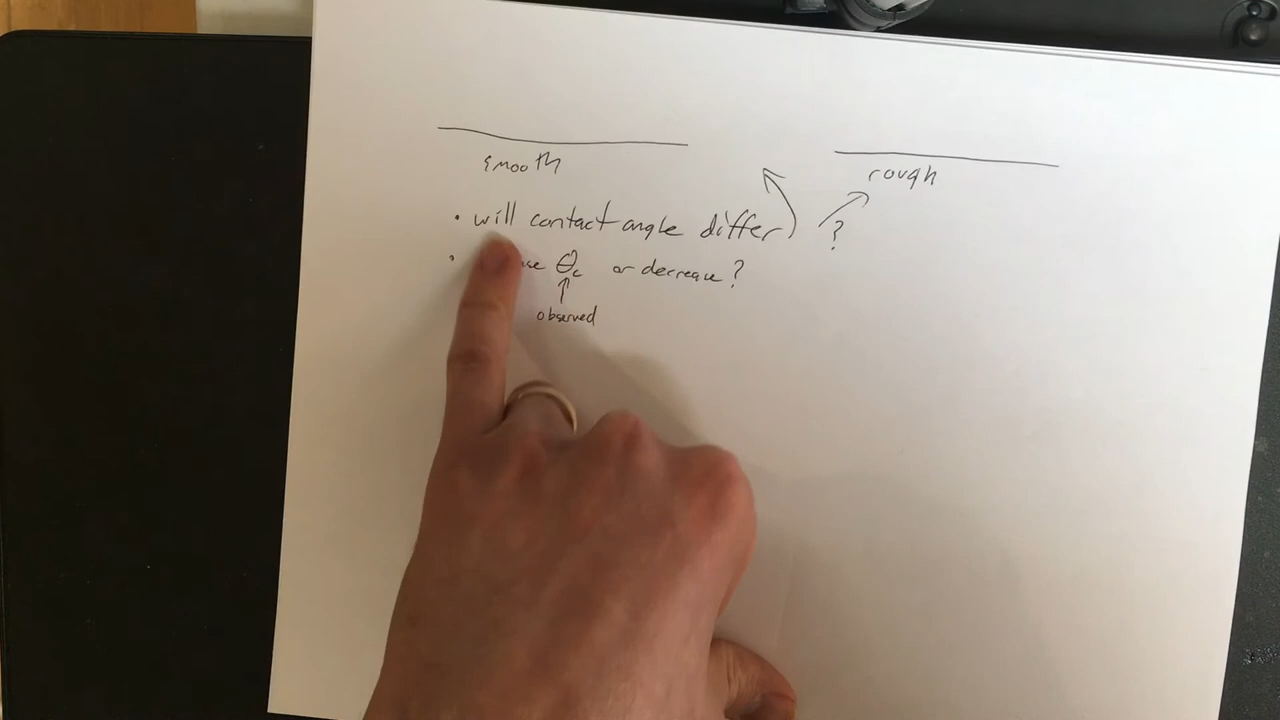 smooth
rough
• will contact angle differ ?
• θc or decrease?
observed